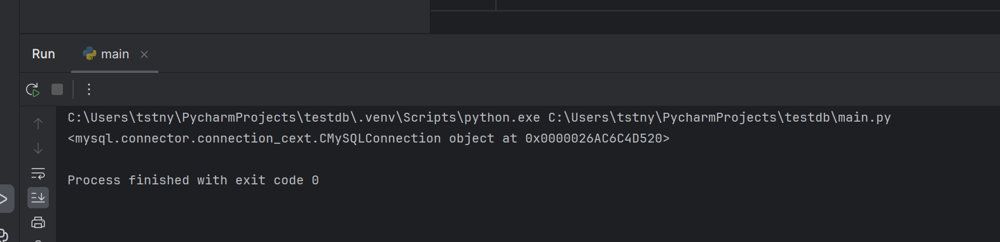 Run main
C:\Users\tstny\PycharmProjects\testdb\.venv\Scripts\python.exe C:\Users\tstny\PycharmProjects\testdb\main.py
<mysql.connector.connection_cext.CMySQLConnection object at 0x0000026AC6C4D520>
Process finished with exit code 0